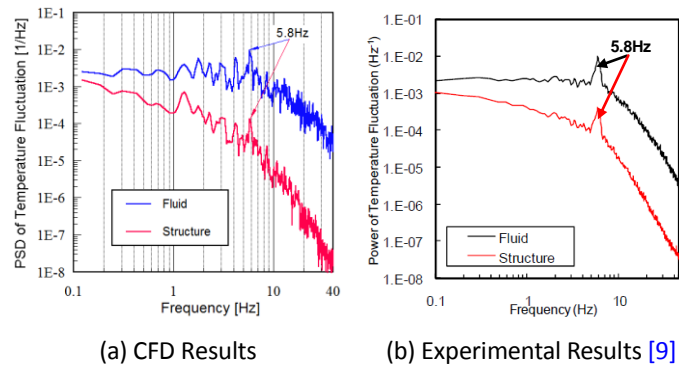 PSD of Temperature Fluctuation [1/Hz]
1E-1
1E-2
1E-3
1E-4
1E-5
1E-6
1E-7
1E-8
5.8Hz
Fluid
Structure
0.1
1
10
40
Frequency [Hz]
(a) CFD Results
Power of Temperature Fluctuation (Hz⁻¹)
1.E-01
1.E-02
1.E-03
1.E-04
1.E-05
1.E-06
1.E-07
1.E-08
5.8Hz
Fluid
Structure
0.1
1
10
Frequency (Hz)
(b) Experimental Results [9]